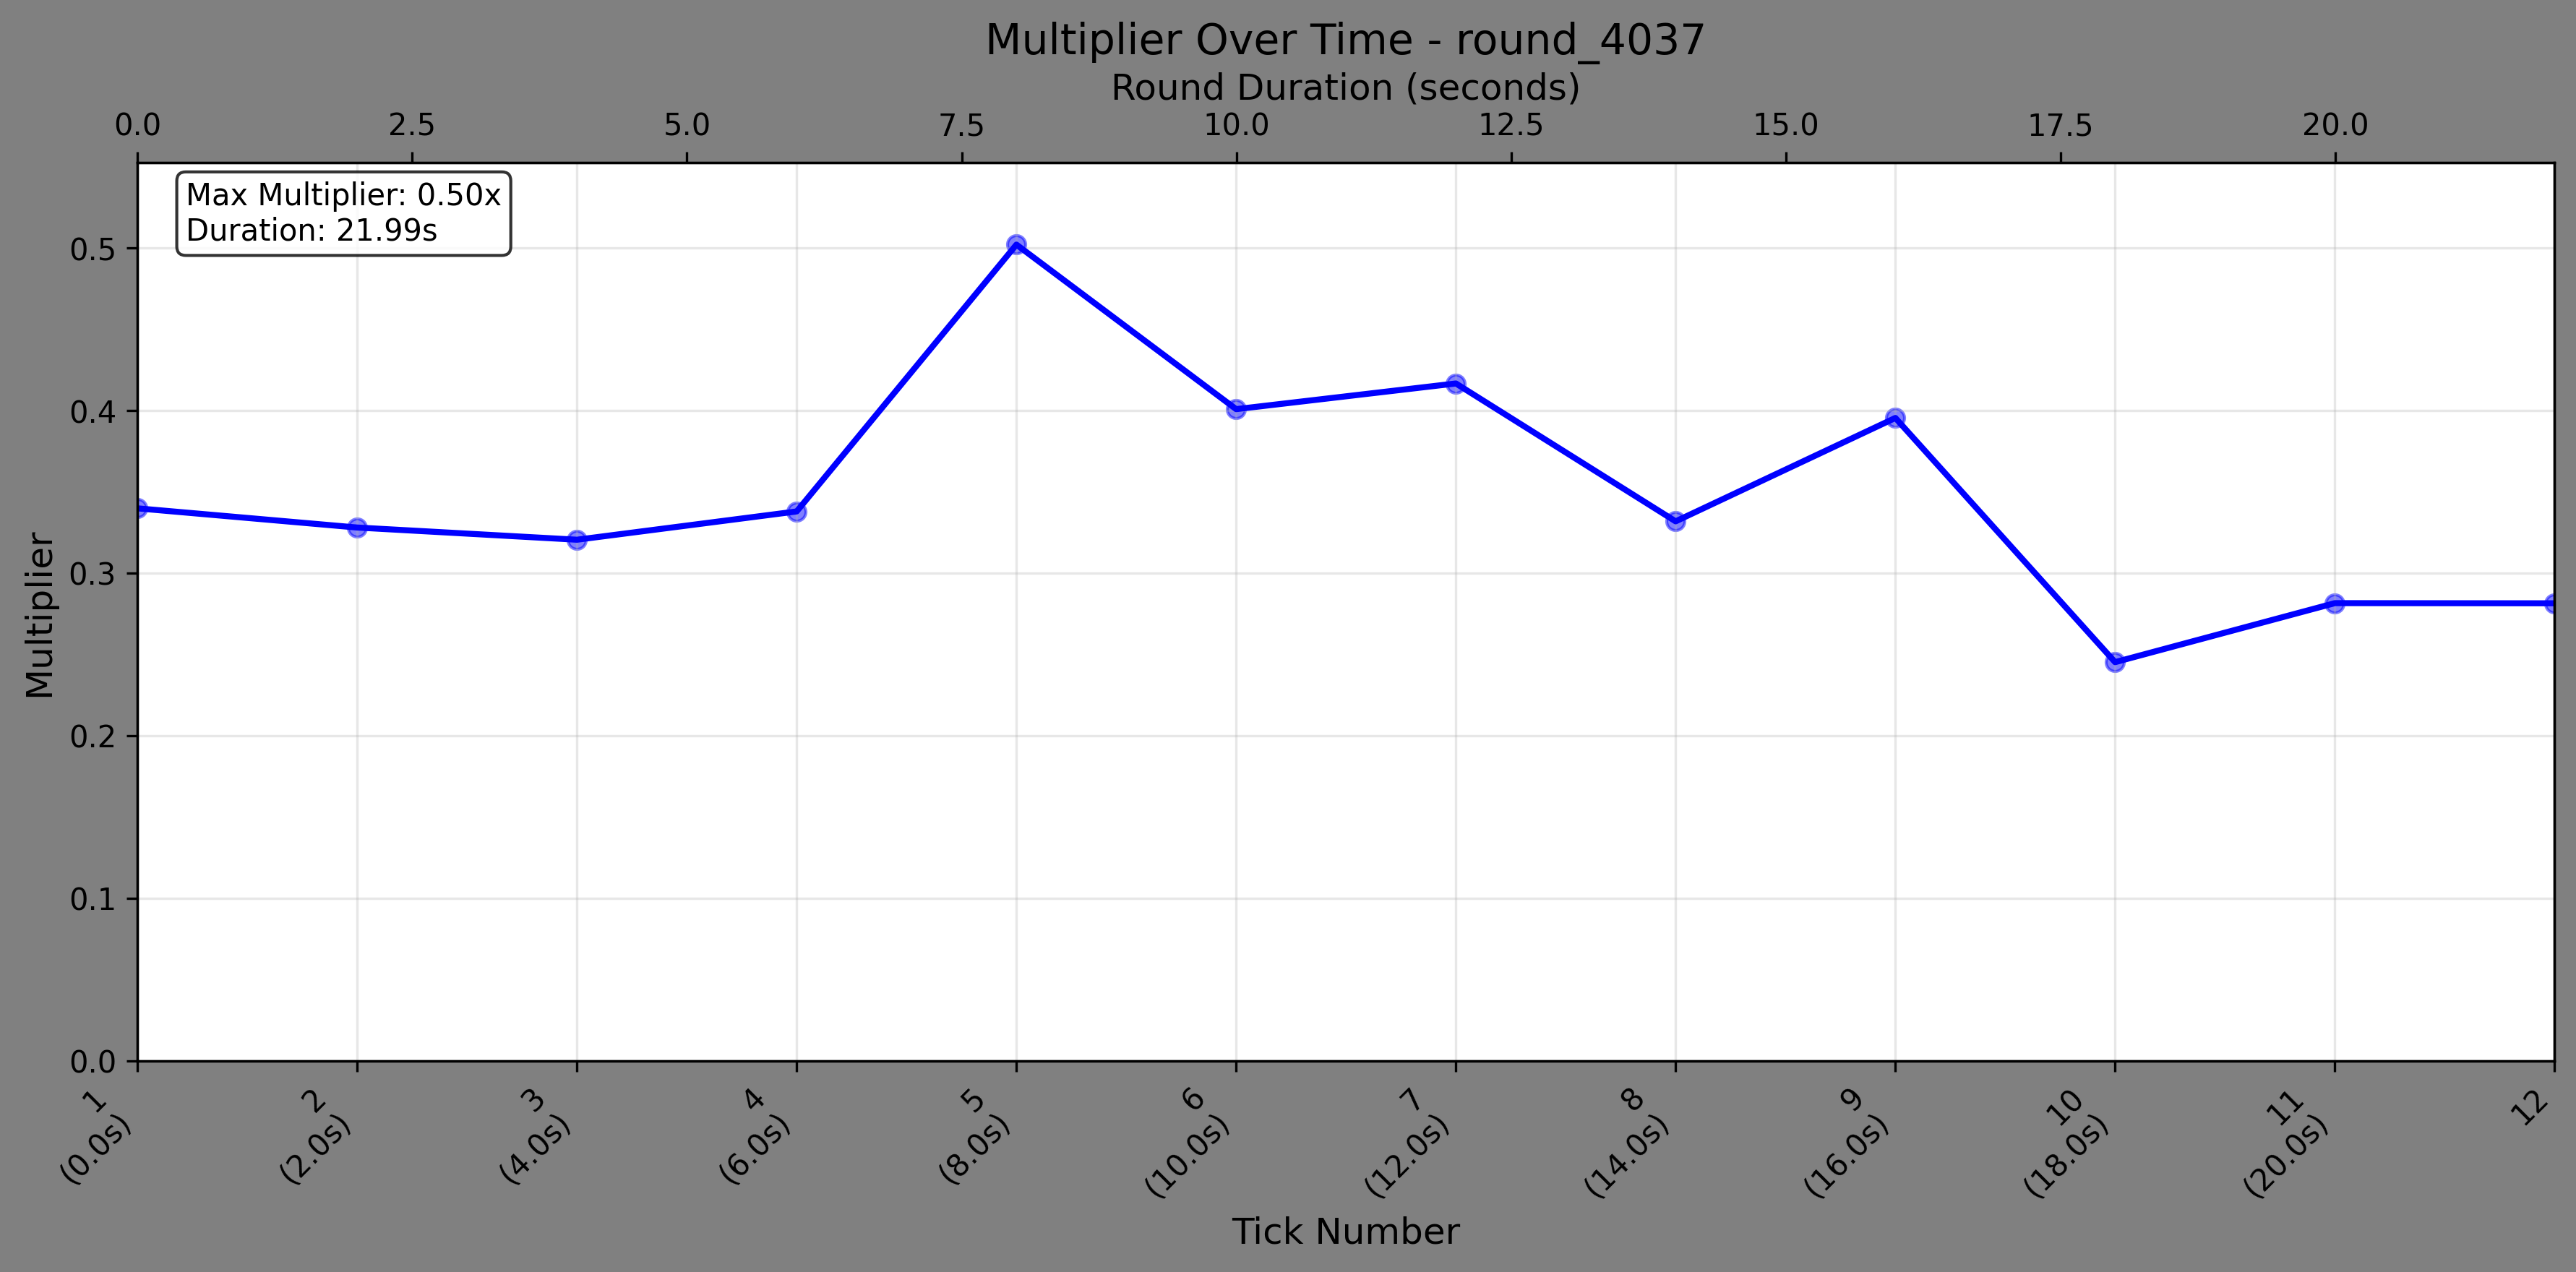 Multiplier Over Time - round_4037
Round Duration (seconds)
0.0 2.5 5.0 7.5 10.0 12.5 15.0 17.5 20.0
Max Multiplier: 0.50x
Duration: 21.99s
Multiplier
0.5
0.4
0.3
0.2
0.1
0.0
1 2 3 4 5 6 7 8 9 10 11 12
(0.0s) (2.0s) (4.0s) (6.0s) (8.0s) (10.0s) (12.0s) (14.0s) (16.0s) (18.0s) (20.0s)
Tick Number